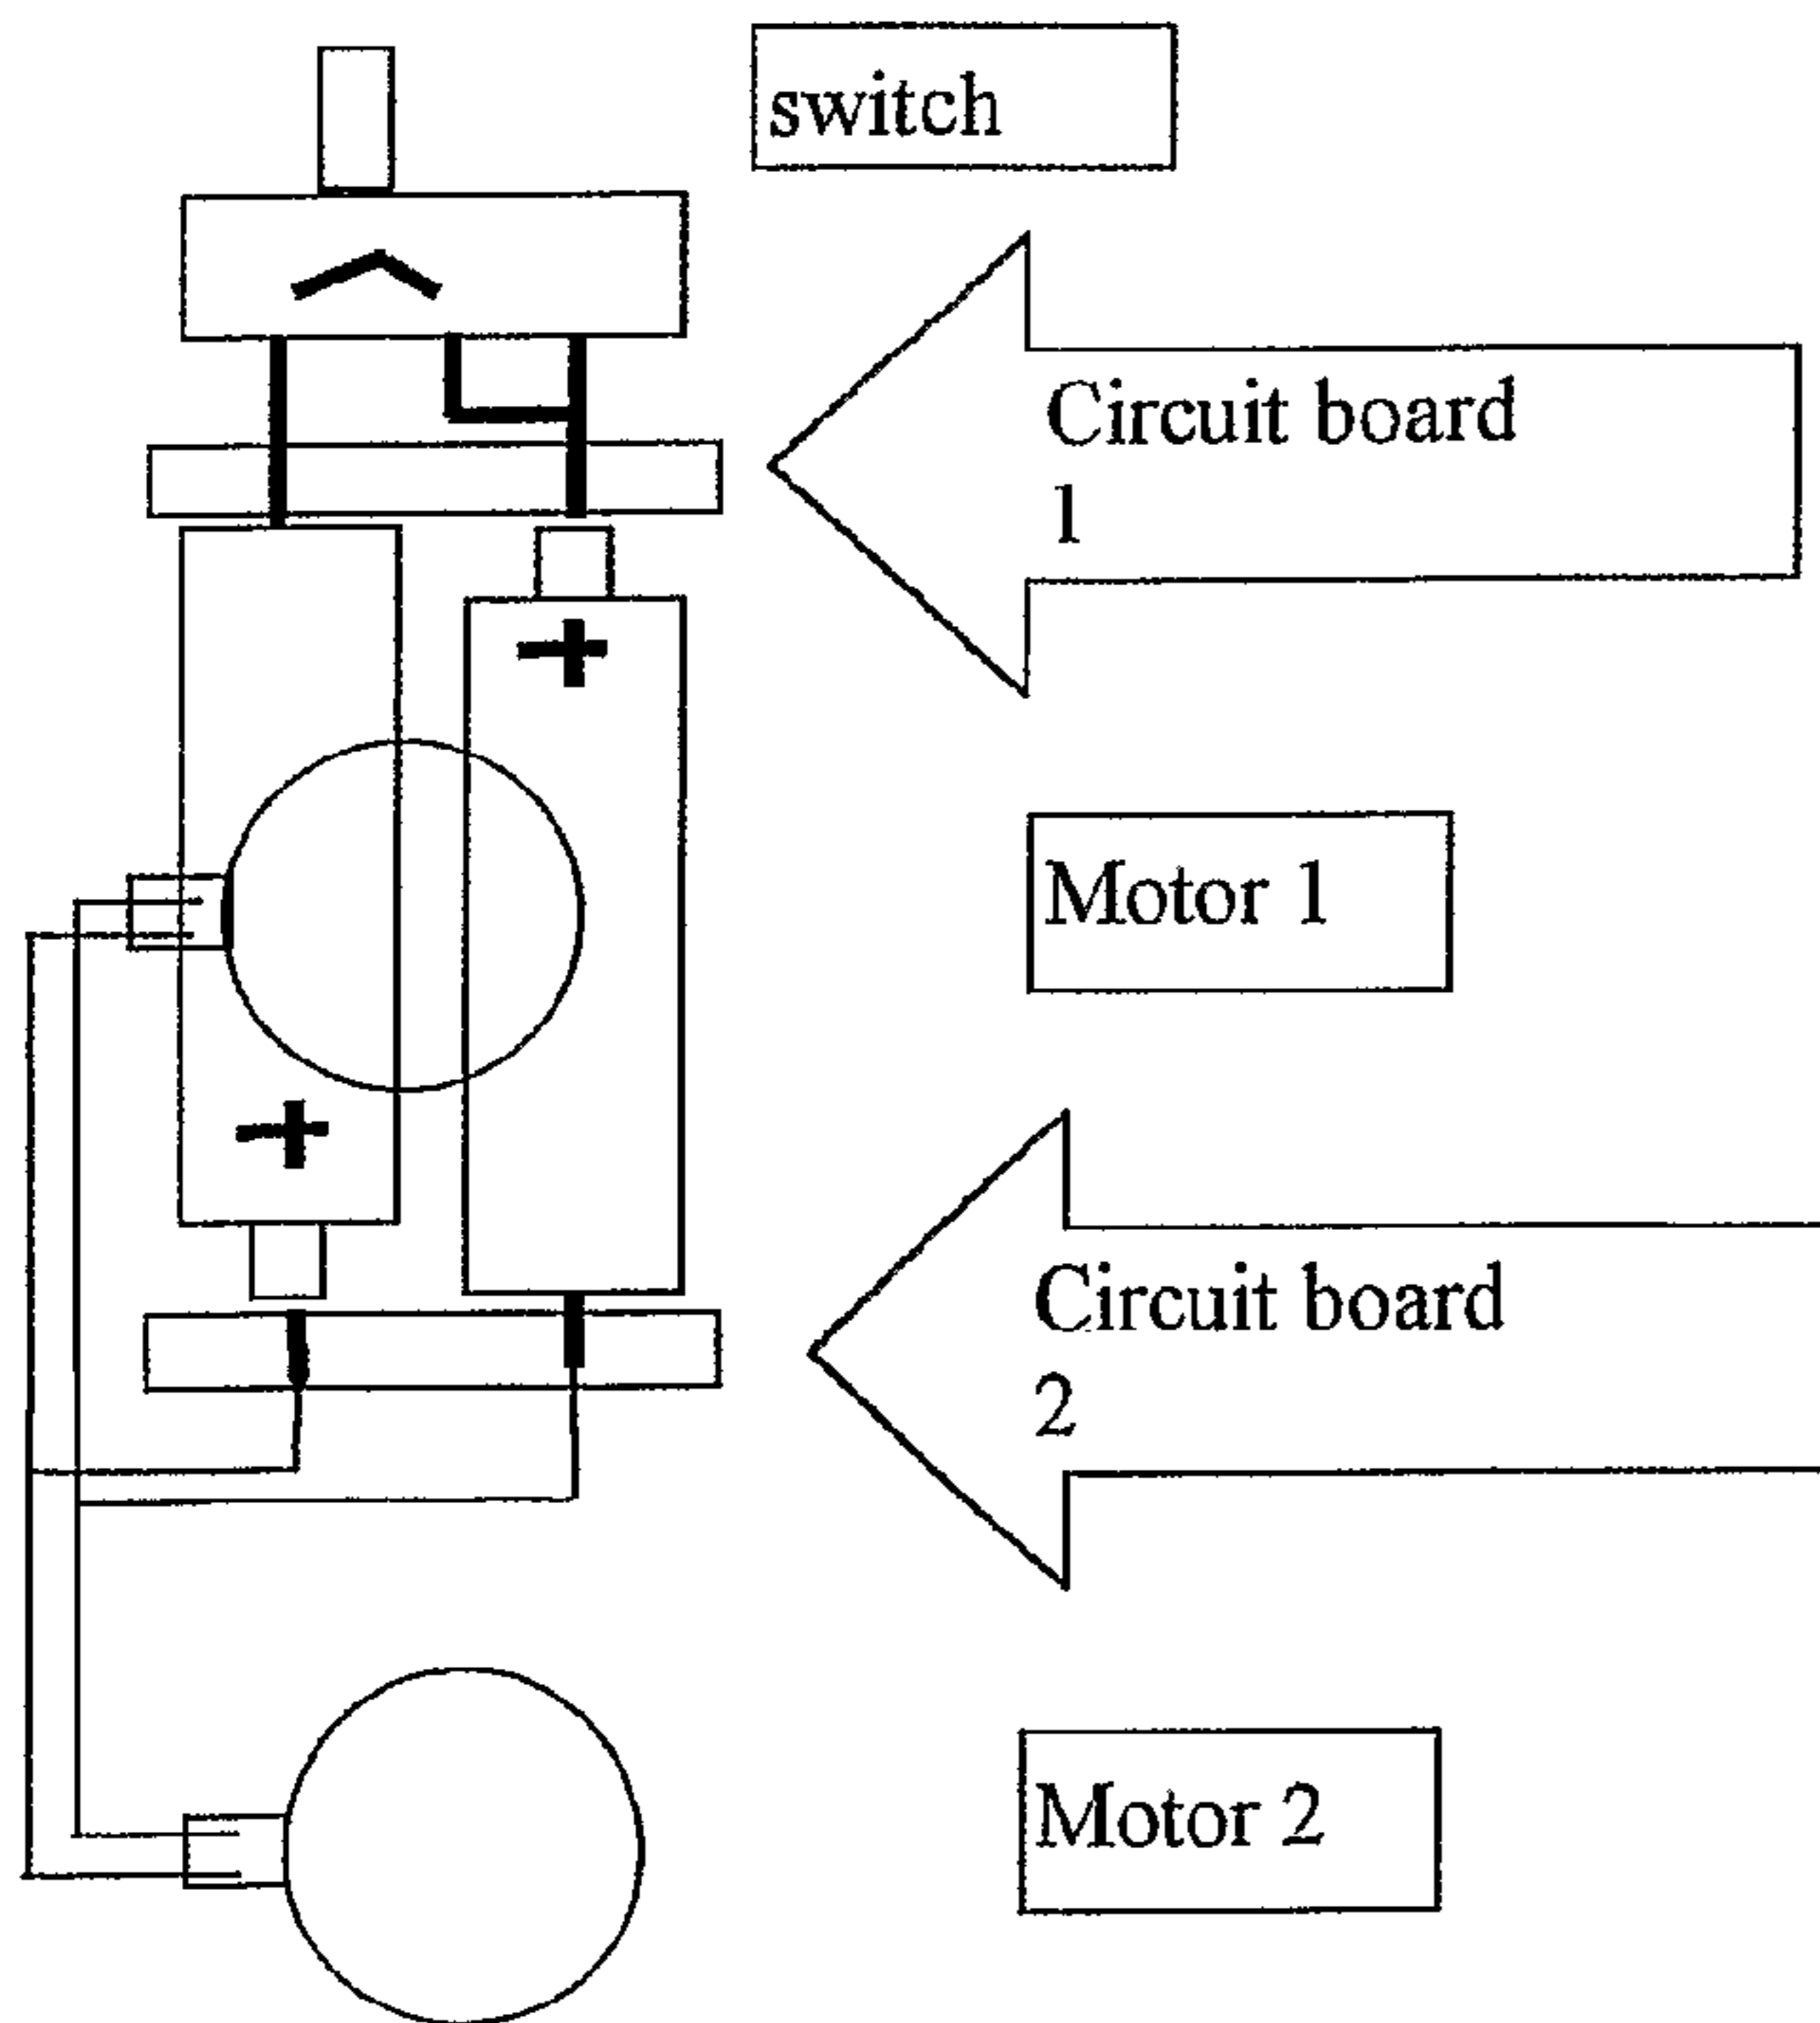 switch
Circuit board
1
+
Motor 1
+
Circuit board
2
Motor 2